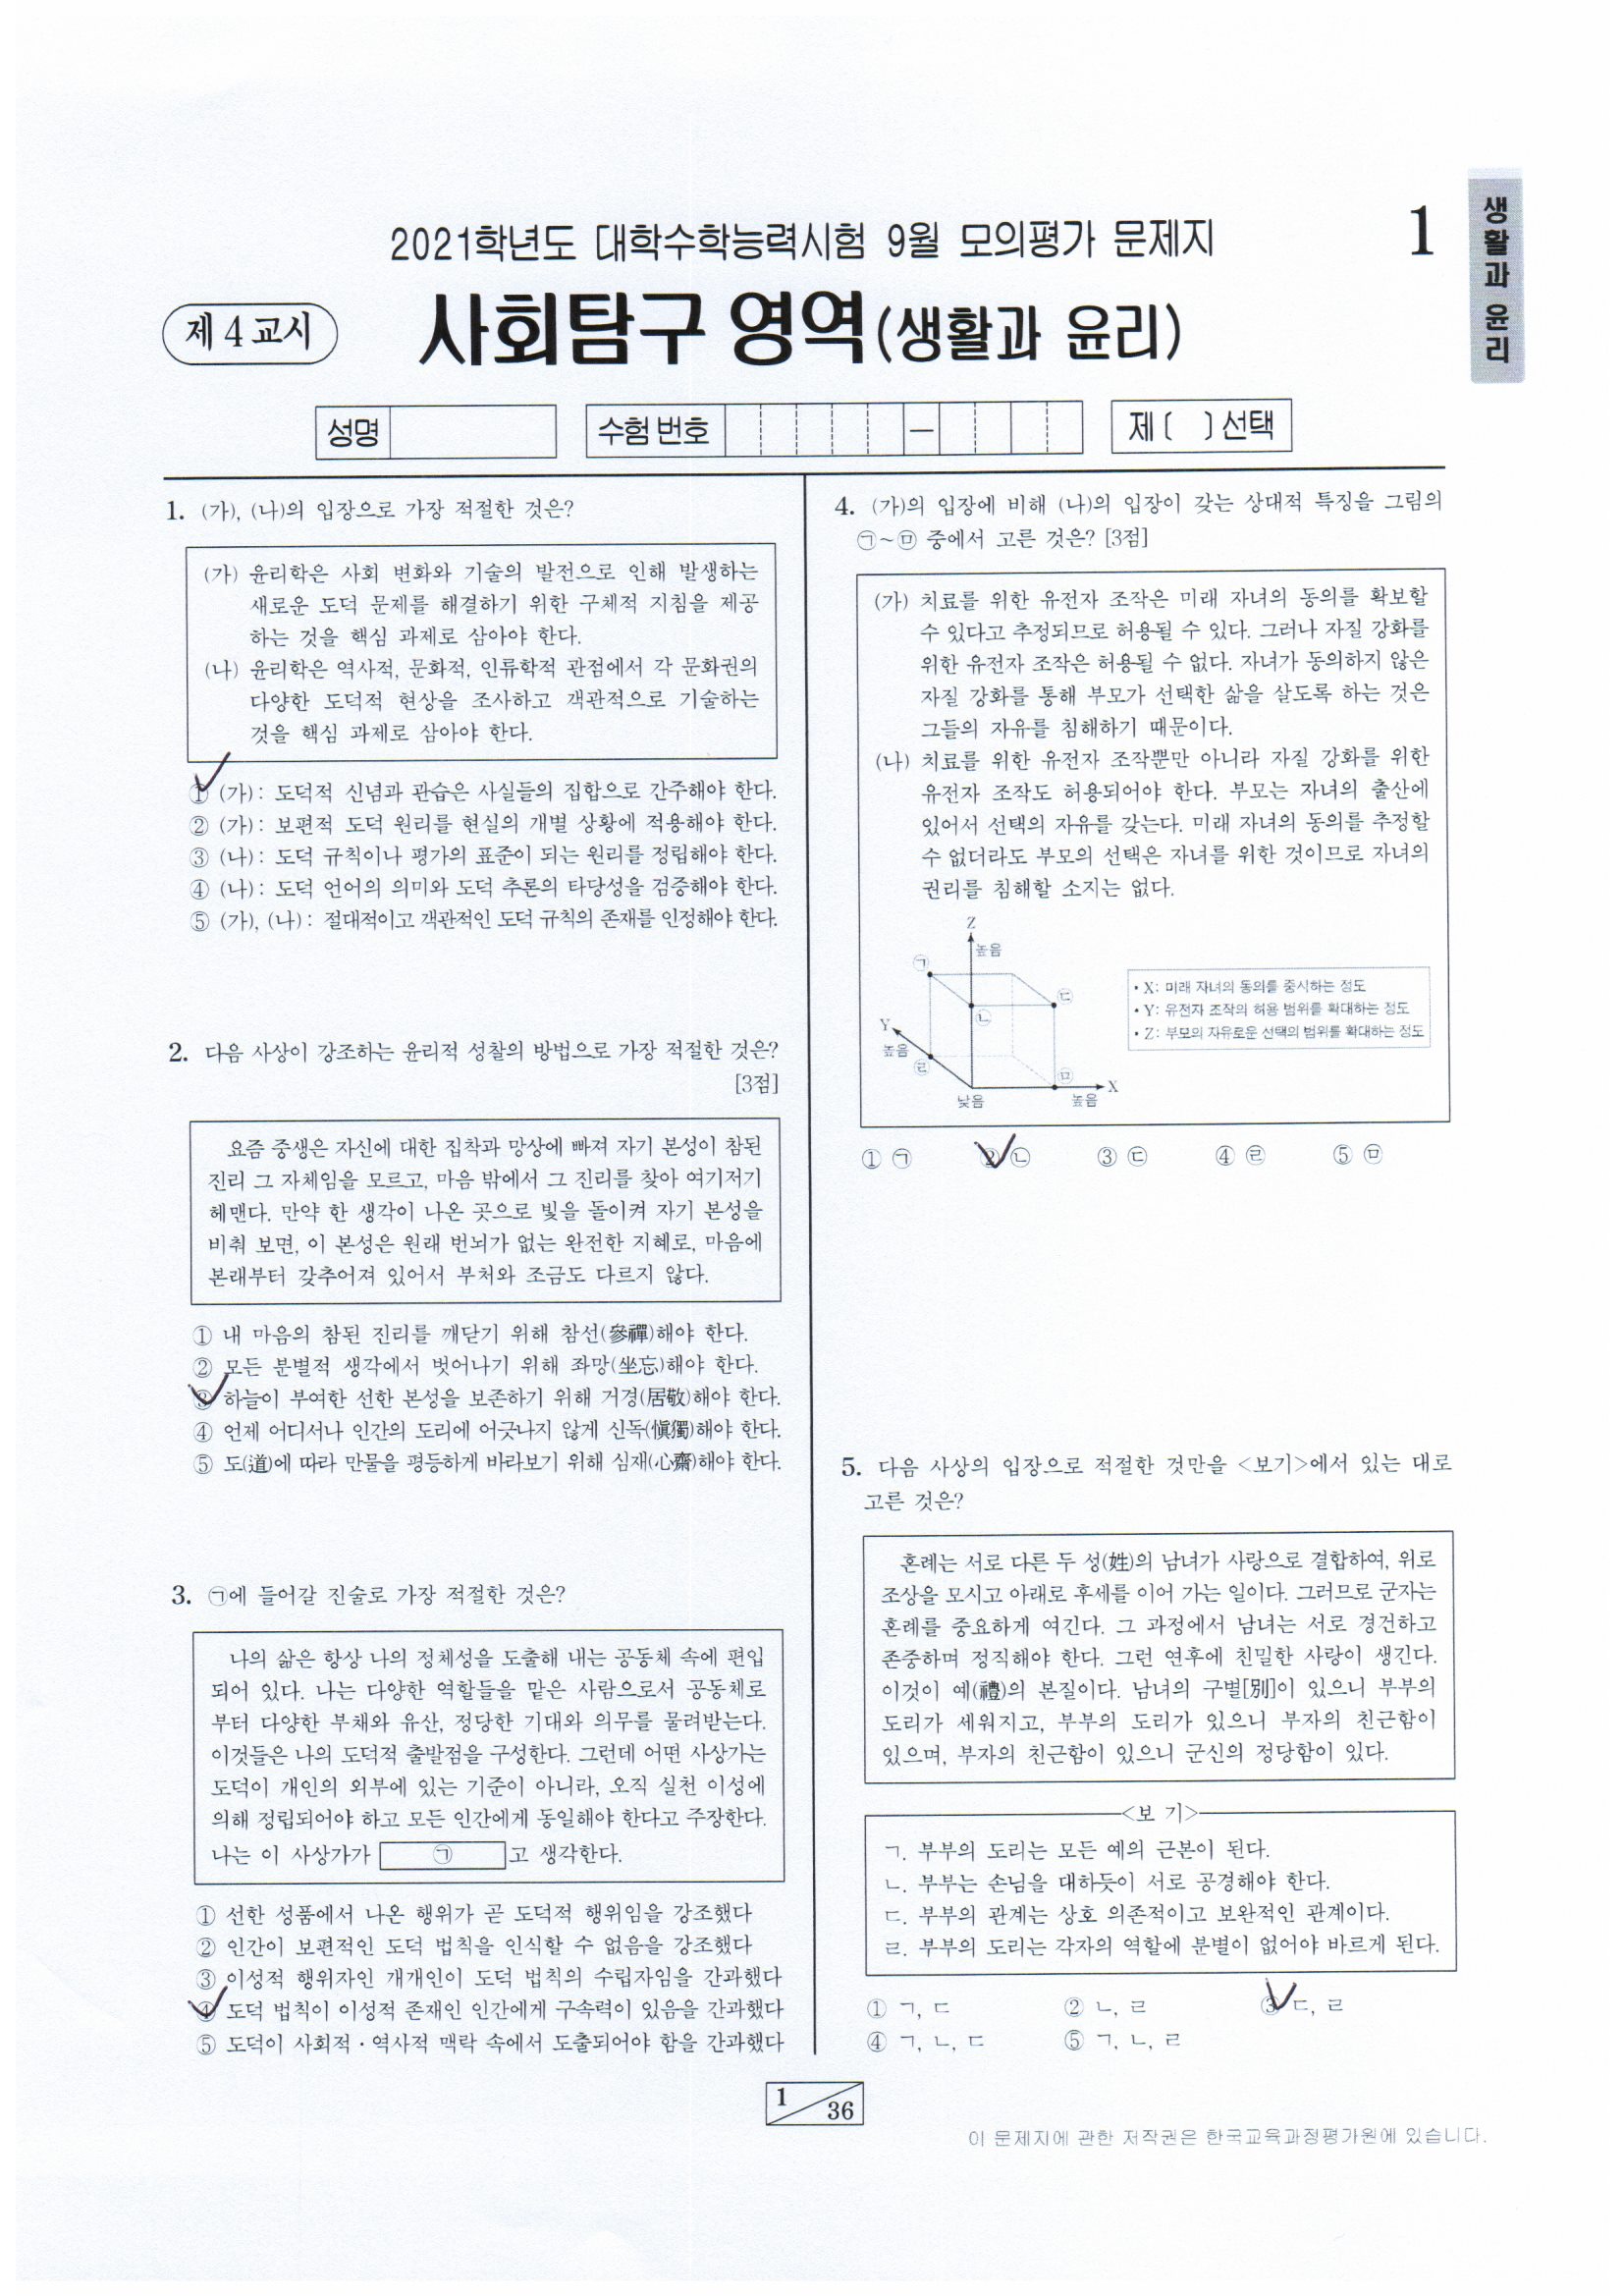 2021학년도 대학수학능력시험 9월 모의평가 문제지
1
생활과 윤리
제 4 교시
사회탐구 영역(생활과 윤리)
성명
수험 번호
—
제 ( ) 선택
1. (가), (나)의 입장으로 가장 적절한 것은?
(가) 윤리학은 사회 변화와 기술의 발전으로 인해 발생하는
새로운 도덕 문제를 해결하기 위한 구체적 지침을 제공
하는 것을 핵심 과제로 삼아야 한다.
(나) 윤리학은 역사적, 문화적, 인류학적 관점에서 각 문화권의
다양한 도덕적 현상을 조사하고 객관적으로 기술하는
것을 핵심 과제로 삼아야 한다.
① (가): 도덕적 신념과 관습은 사실들의 집합으로 간주해야 한다.
② (가): 보편적 도덕 원리를 현실의 개별 상황에 적용해야 한다.
③ (나): 도덕 규칙이나 평가의 표준이 되는 원리를 정립해야 한다.
④ (나): 도덕 언어의 의미와 도덕 추론의 타당성을 검증해야 한다.
⑤ (가), (나): 절대적이고 객관적인 도덕 규칙의 존재를 인정해야 한다.
2. 다음 사상이 강조하는 윤리적 성찰의 방법으로 가장 적절한 것은?
[3점]
요즘 중생은 자신에 대한 집착과 망상에 빠져 자기 본성이 참된
진리 그 자체임을 모르고, 마음 밖에서 그 진리를 찾아 여기저기
헤맨다. 만약 한 생각이 나온 곳으로 빛을 돌이켜 자기 본성을
비춰 보면, 이 본성은 원래 번뇌가 없는 완전한 지혜로, 마음에
본래부터 갖추어져 있어서 부처와 조금도 다르지 않다.
① 내 마음의 참된 진리를 깨닫기 위해 참선(參禪)해야 한다.
② 모든 분별적 생각에서 벗어나기 위해 좌망(坐忘)해야 한다.
③ 하늘이 부여한 선한 본성을 보존하기 위해 거경(居敬)해야 한다.
④ 언제 어디서나 인간의 도리에 어긋나지 않게 신독(愼獨)해야 한다.
⑤ 도(道)에 따라 만물을 평등하게 바라보기 위해 심재(心齋)해야 한다.
3. ㉠에 들어갈 진술로 가장 적절한 것은?
나의 삶은 항상 나의 정체성을 도출해 내는 공동체 속에 편입
되어 있다. 나는 다양한 역할들을 맡은 사람으로서 공동체로
부터 다양한 부채와 유산, 정당한 기대와 의무를 물려받는다.
이것들은 나의 도덕적 출발점을 구성한다. 그런데 어떤 사상가는
도덕이 개인의 외부에 있는 기준이 아니라, 오직 실천 이성에
의해 정립되어야 하고 모든 인간에게 동일해야 한다고 주장한다.
나는 이 사상가가 ㉠ 고 생각한다.
① 선한 성품에서 나온 행위가 곧 도덕적 행위임을 강조했다
② 인간이 보편적인 도덕 법칙을 인식할 수 없음을 강조했다
③ 이성적 행위자인 개개인이 도덕 법칙의 수립자임을 간과했다
④ 도덕 법칙이 이성적 존재인 인간에게 구속력이 있음을 간과했다
⑤ 도덕이 사회적·역사적 맥락 속에서 도출되어야 함을 간과했다
4. (가)의 입장에 비해 (나)의 입장이 갖는 상대적 특징을 그림의
㉠~㉤ 중에서 고른 것은? [3점]
(가) 치료를 위한 유전자 조작은 미래 자녀의 동의를 확보할
수 있다고 추정되므로 허용될 수 있다. 그러나 자질 강화를
위한 유전자 조작은 허용될 수 없다. 자녀가 동의하지 않은
자질 강화를 통해 부모가 선택한 삶을 살도록 하는 것은
그들의 자유를 침해하기 때문이다.
(나) 치료를 위한 유전자 조작뿐만 아니라 자질 강화를 위한
유전자 조작도 허용되어야 한다. 부모는 자녀의 출산에
있어서 선택의 자유를 갖는다. 미래 자녀의 동의를 추정할
수 없더라도 부모의 선택은 자녀를 위한 것이므로 자녀의
권리를 침해할 소지는 없다.
Z
높음
㉠
㉡
㉢
Y
높음
㉣
㉤
X
낮음
높음
• X: 미래 자녀의 동의를 중시하는 정도
• Y: 유전자 조작의 허용 범위를 확대하는 정도
• Z: 부모의 자유로운 선택의 범위를 확대하는 정도
① ㉠ ② ㉡ ③ ㉢ ④ ㉣ ⑤ ㉤
5. 다음 사상의 입장으로 적절한 것만을 <보기>에서 있는 대로
고른 것은?
혼례는 서로 다른 두 성(姓)의 남녀가 사랑으로 결합하여, 위로
조상을 모시고 아래로 후세를 이어 가는 일이다. 그러므로 군자는
혼례를 중요하게 여긴다. 그 과정에서 남녀는 서로 경건하고
존중하며 정직해야 한다. 그런 연후에 친밀한 사랑이 생긴다.
이것이 예(禮)의 본질이다. 남녀의 구별[別]이 있으니 부부의
도리가 세워지고, 부부의 도리가 있으니 부자의 친근함이
있으며, 부자의 친근함이 있으니 군신의 정당함이 있다.
<보 기>
ㄱ. 부부의 도리는 모든 예의 근본이 된다.
ㄴ. 부부는 손님을 대하듯이 서로 공경해야 한다.
ㄷ. 부부의 관계는 상호 의존적이고 보완적인 관계이다.
ㄹ. 부부의 도리는 각자의 역할에 분별이 없어야 바르게 된다.
① ㄱ, ㄷ ② ㄴ, ㄹ ③ ㄷ, ㄹ
④ ㄱ, ㄴ, ㄷ ⑤ ㄱ, ㄴ, ㄹ
1
36
이 문제지에 관한 저작권은 한국교육과정평가원에 있습니다.